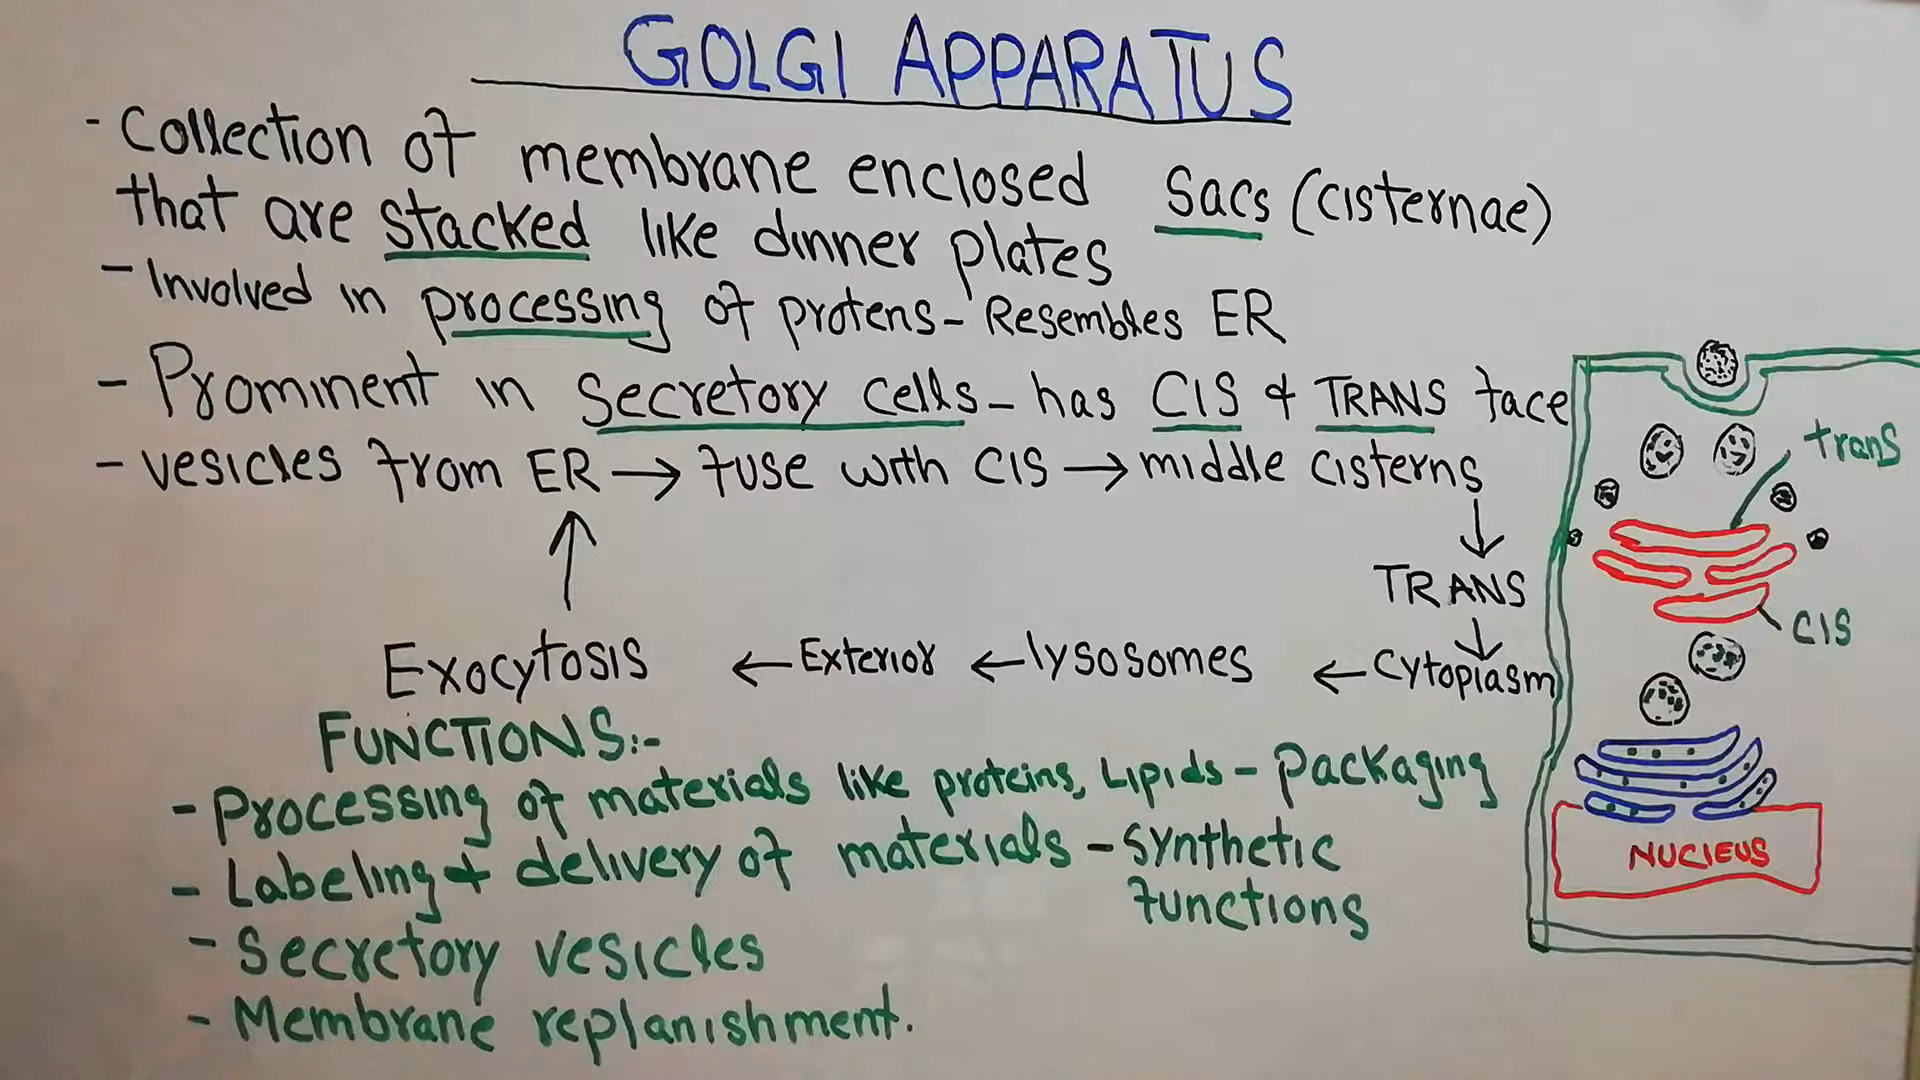 GOLGI APPARATUS
- Collection of membrane enclosed Sacs (cisternae)
that are stacked like dinner plates
- Involved in processing of protens - Resembles ER
- Prominent in Secretory cells - has CIS & TRANS face
- vesicles from ER → fuse with CIS → middle cisterns
↑ ↓
TRANS
↓
Exocytosis ← Exterior ← lysosomes ← Cytoplasm
FUNCTIONS:-
- Processing of materials like proteins, Lipids - Packaging
- Labeling & delivery of materials - synthetic
functions
- Secretory vesicles
- Membrane replanishment.
trans
CIS
NUCLEUS